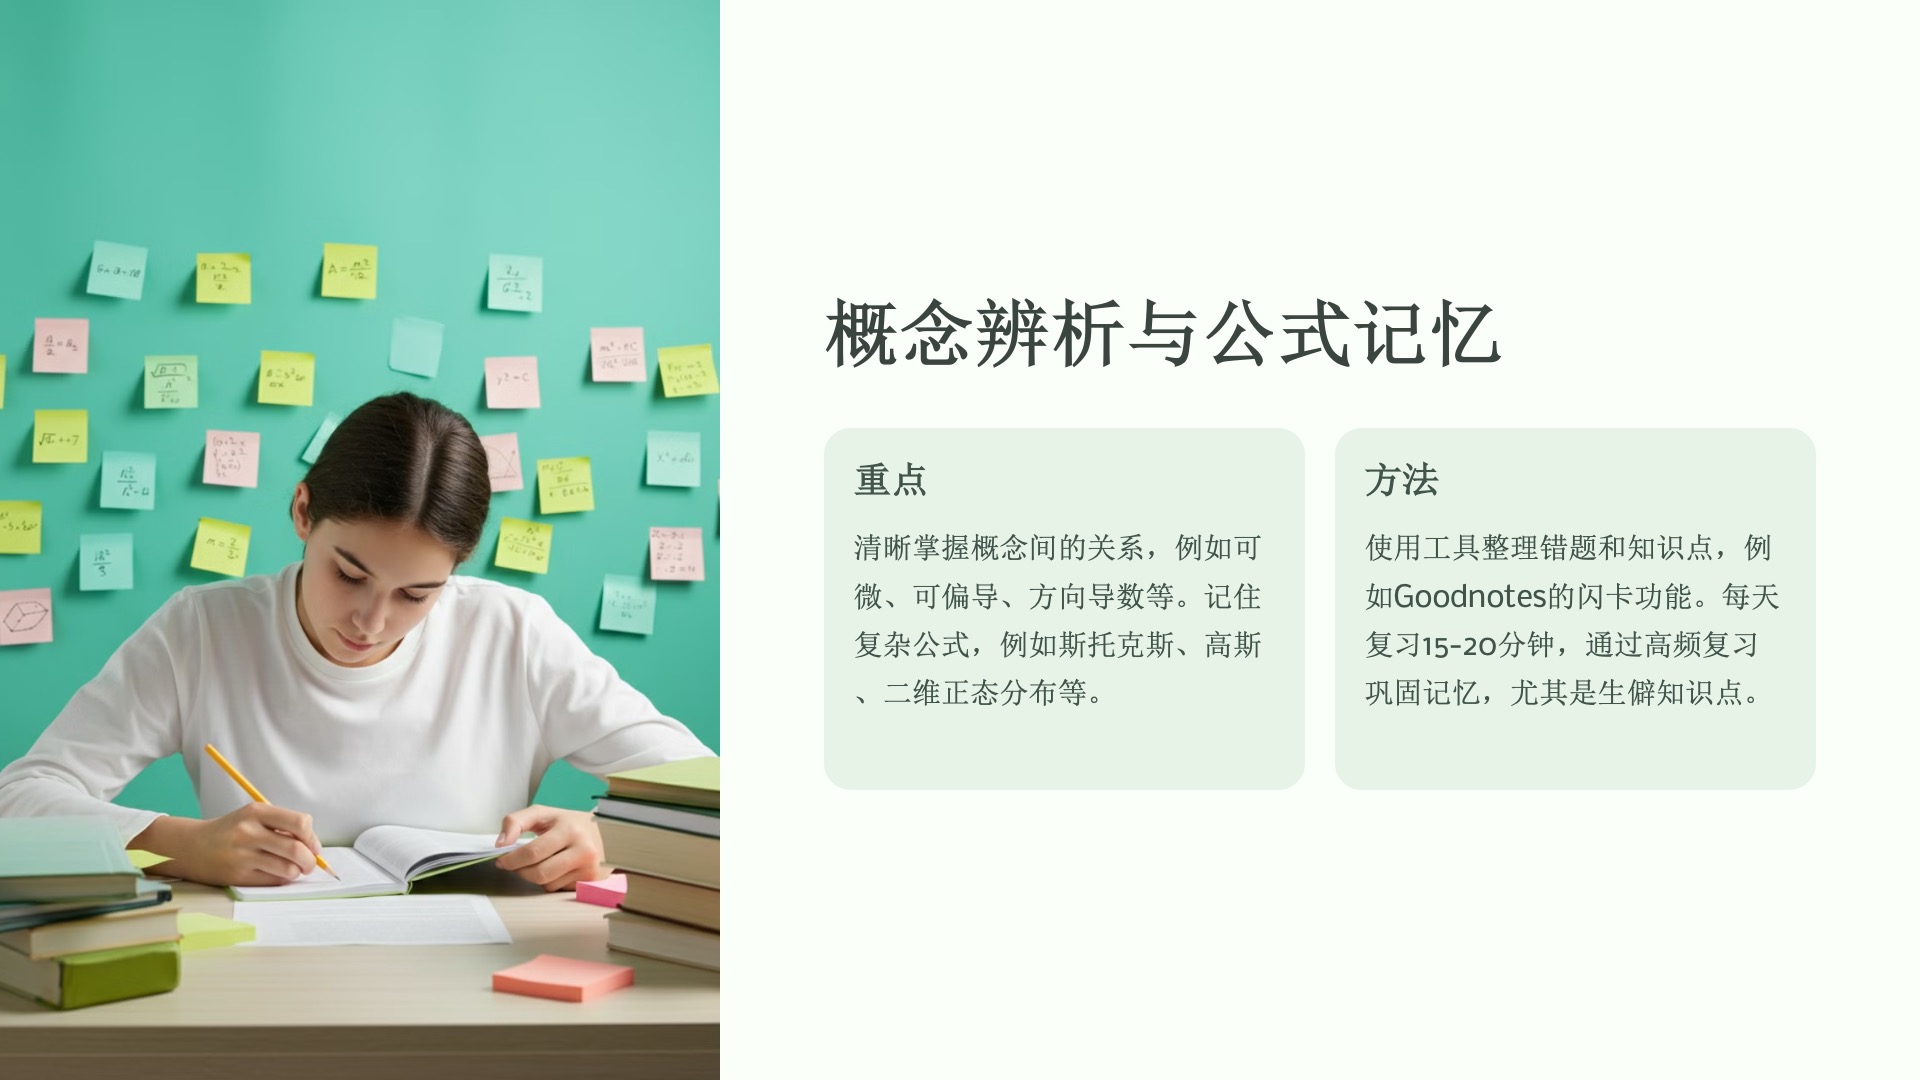 概念辨析与公式记忆
重点
清晰掌握概念间的关系，例如可
微、可偏导、方向导数等。记住
复杂公式，例如斯托克斯、高斯
、二维正态分布等。
方法
使用工具整理错题和知识点，例
如Goodnotes的闪卡功能。每天
复习15-20分钟，通过高频复习
巩固记忆，尤其是生僻知识点。